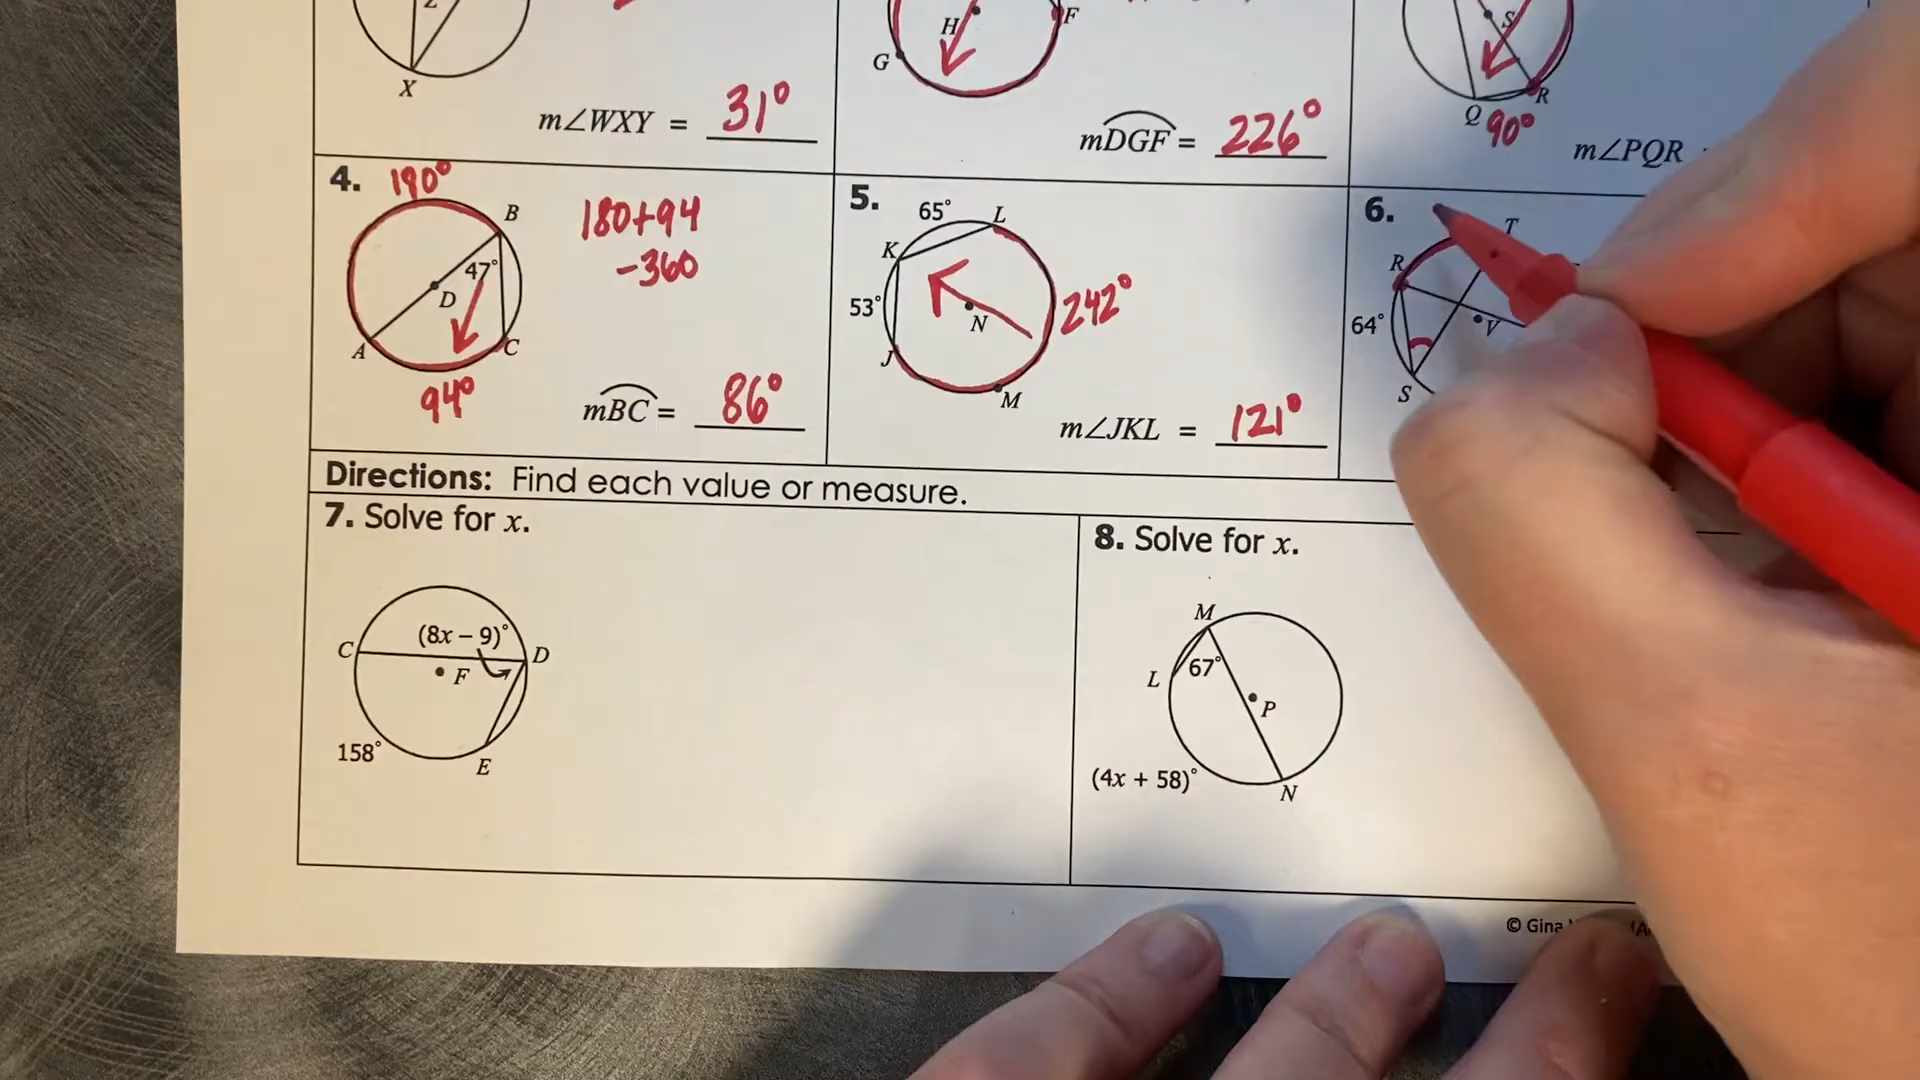 X
m∠WXY = 31°
G
H
F
mDGF = 226°
S
Q
90°
R
m∠PQR
4.
190°
B
47°
D
A
C
94°
180+94
-360
mBC = 86°
5.
65°
L
K
53°
N
242°
J
M
m∠JKL = 121°
6.
T
R
64°
V
S
Directions: Find each value or measure.
7. Solve for x.
(8x – 9)°
C
D
F
158°
E
8. Solve for x.
M
67°
L
P
(4x + 58)°
N
© Gina